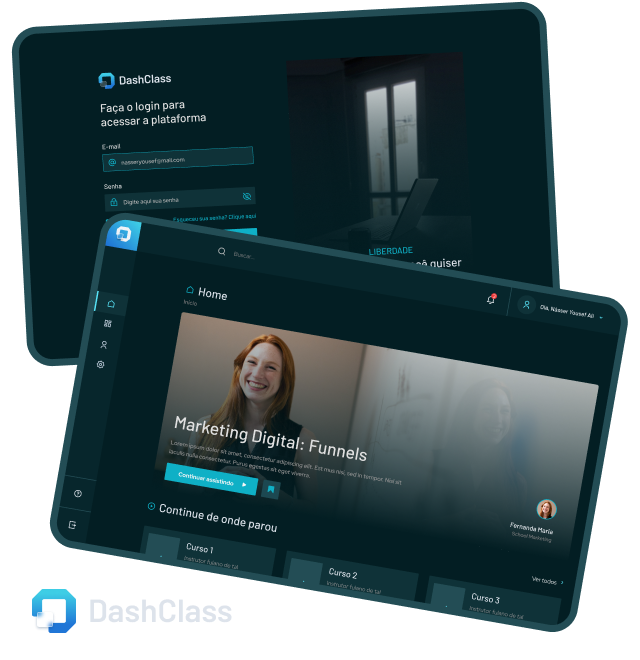 DashClass
Faça o login para
acessar a plataforma
E-mail
nasseryousef@mail.com
Senha
Digite aqui sua senha
Esqueceu sua senha? Clique aqui
LIBERDADE
quiser
Buscar...
Olá, Násser Yousef Ali
Home
Início
Marketing Digital: Funnels
Lorem ipsum dolor sit amet, consectetur adipiscing elit. Est mus nisi, sed in tempor. Nisl sit
iaculis nulla consectetur. Purus egestas sit eget viverra.
Continuar assistindo
Fernanda Maria
School Marketing
Continue de onde parou
Ver todos
Curso 1
Instrutor fulano de tal
Curso 2
Instrutor fulano de tal
Curso 3
Instrutor fulano de tal
DashClass